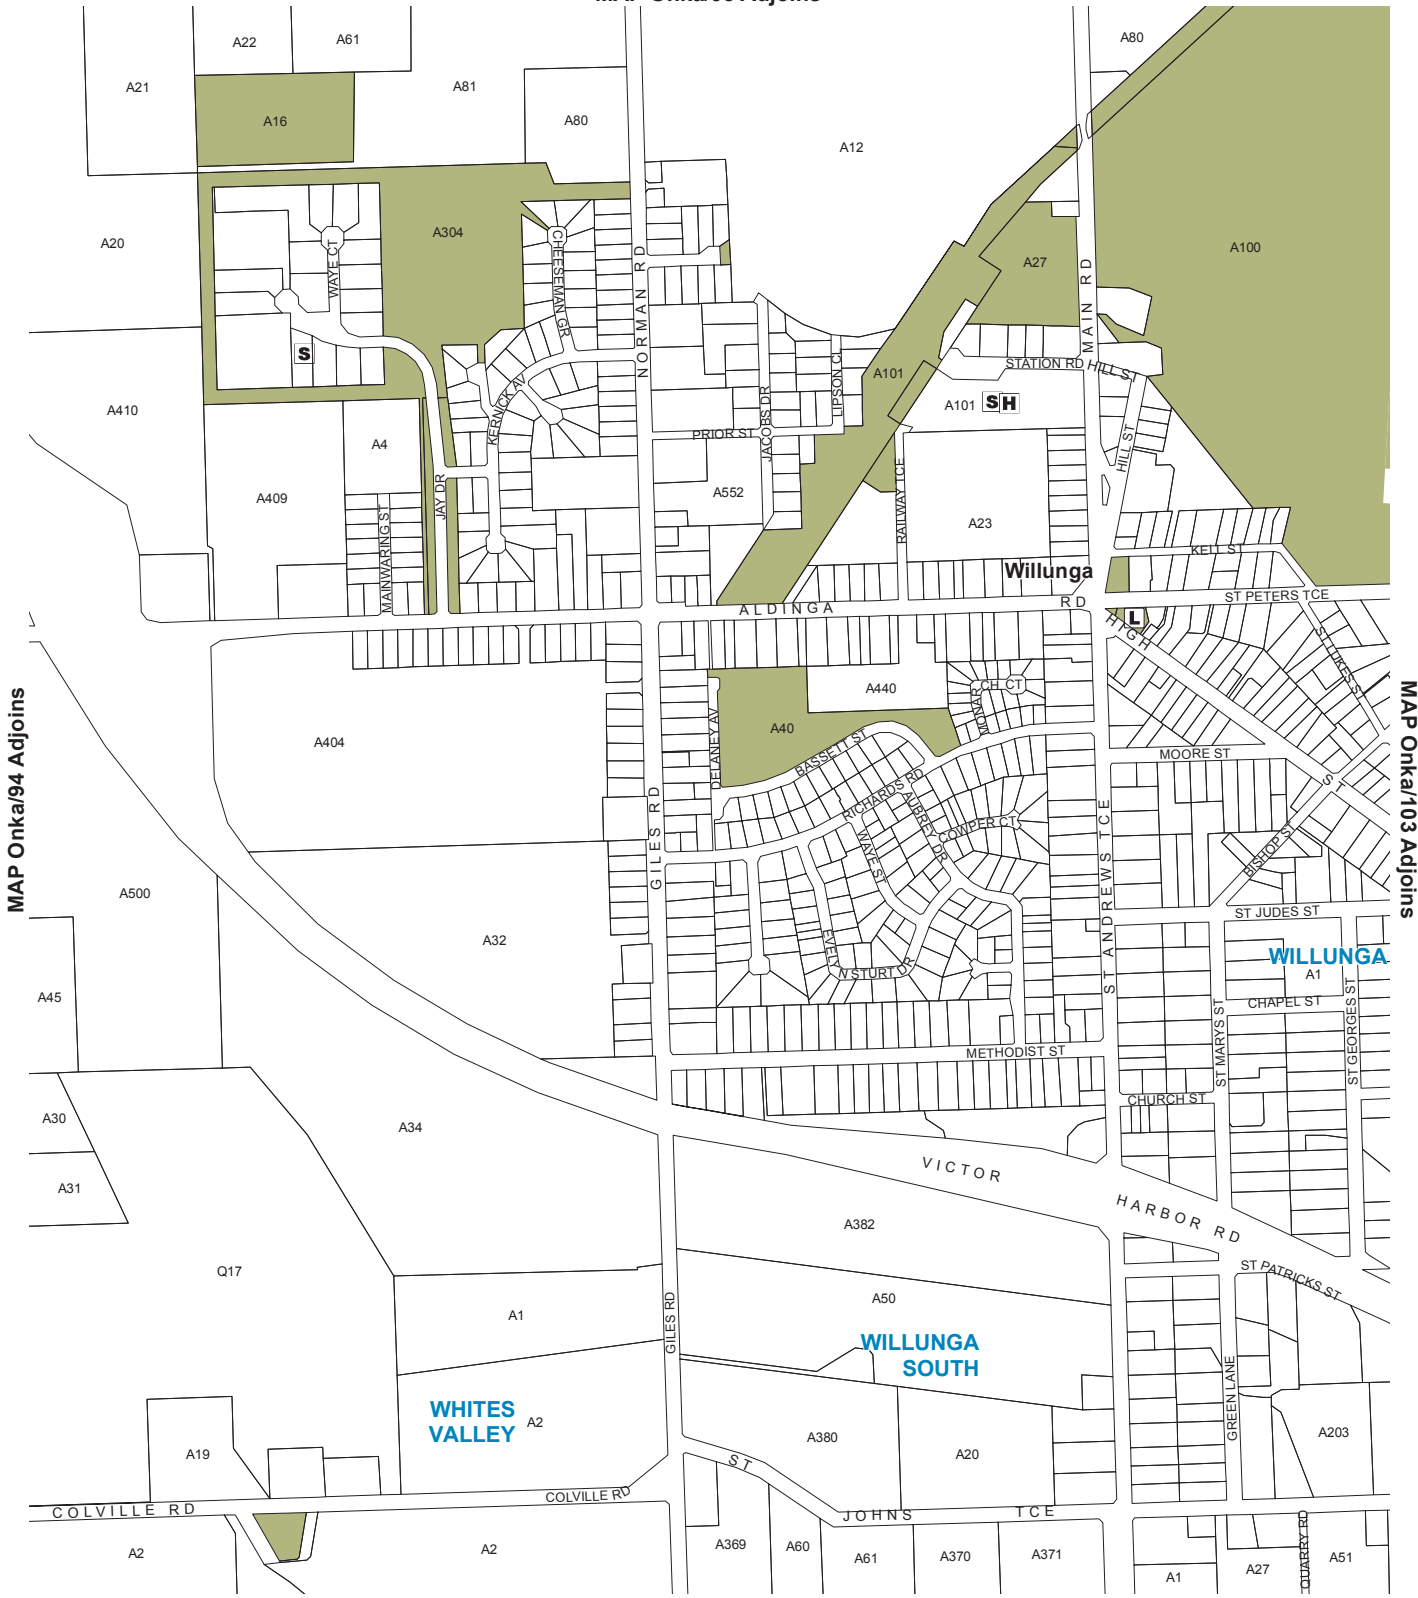 A22
A61
A80
A21
A81
A16
A80
A12
A20
A304
A27
A100
WAYE CT
CHEESEMAN GR
NORMAN RD
MAIN RD
S
STATION RD
HILL ST
A101
A101
S H
LIPSON CL
JACOBS DR
A410
A4
KERNICK AV
PRIOR ST
HILL ST
A409
JAY DR
MAINWARING ST
A552
RAILWAY TCE
A23
KELL ST
Willunga
ALDINGA RD
ST PETERS TCE
L
HIGH ST
ST LUKES ST
MAP Onka/94 Adjoins
MAP Onka/103 Adjoins
A404
DELANEY AV
A40
A440
MONARCH CT
BASSETT ST
MOORE ST
RICHARDS RD
AUBREY DR
COWPER CT
WAYE ST
GILES RD
ST ANDREWS TCE
BISHOP ST
A500
A32
EVELYN STURT DR
ST JUDES ST
WILLUNGA
A1
CHAPEL ST
A45
ST MARYS ST
ST GEORGES ST
METHODIST ST
CHURCH ST
A30
A34
A31
VICTOR HARBOR RD
A382
Q17
ST PATRICKS ST
A1
GILES RD
A50
WILLUNGA
SOUTH
GREEN LANE
WHITES
VALLEY
A2
A380
A20
A203
A19
ST JOHNS TCE
COLVILLE RD
COLVILLE RD
A2
A2
A369
A60
A61
A370
A371
A1
A27
QUARRY RD
A51